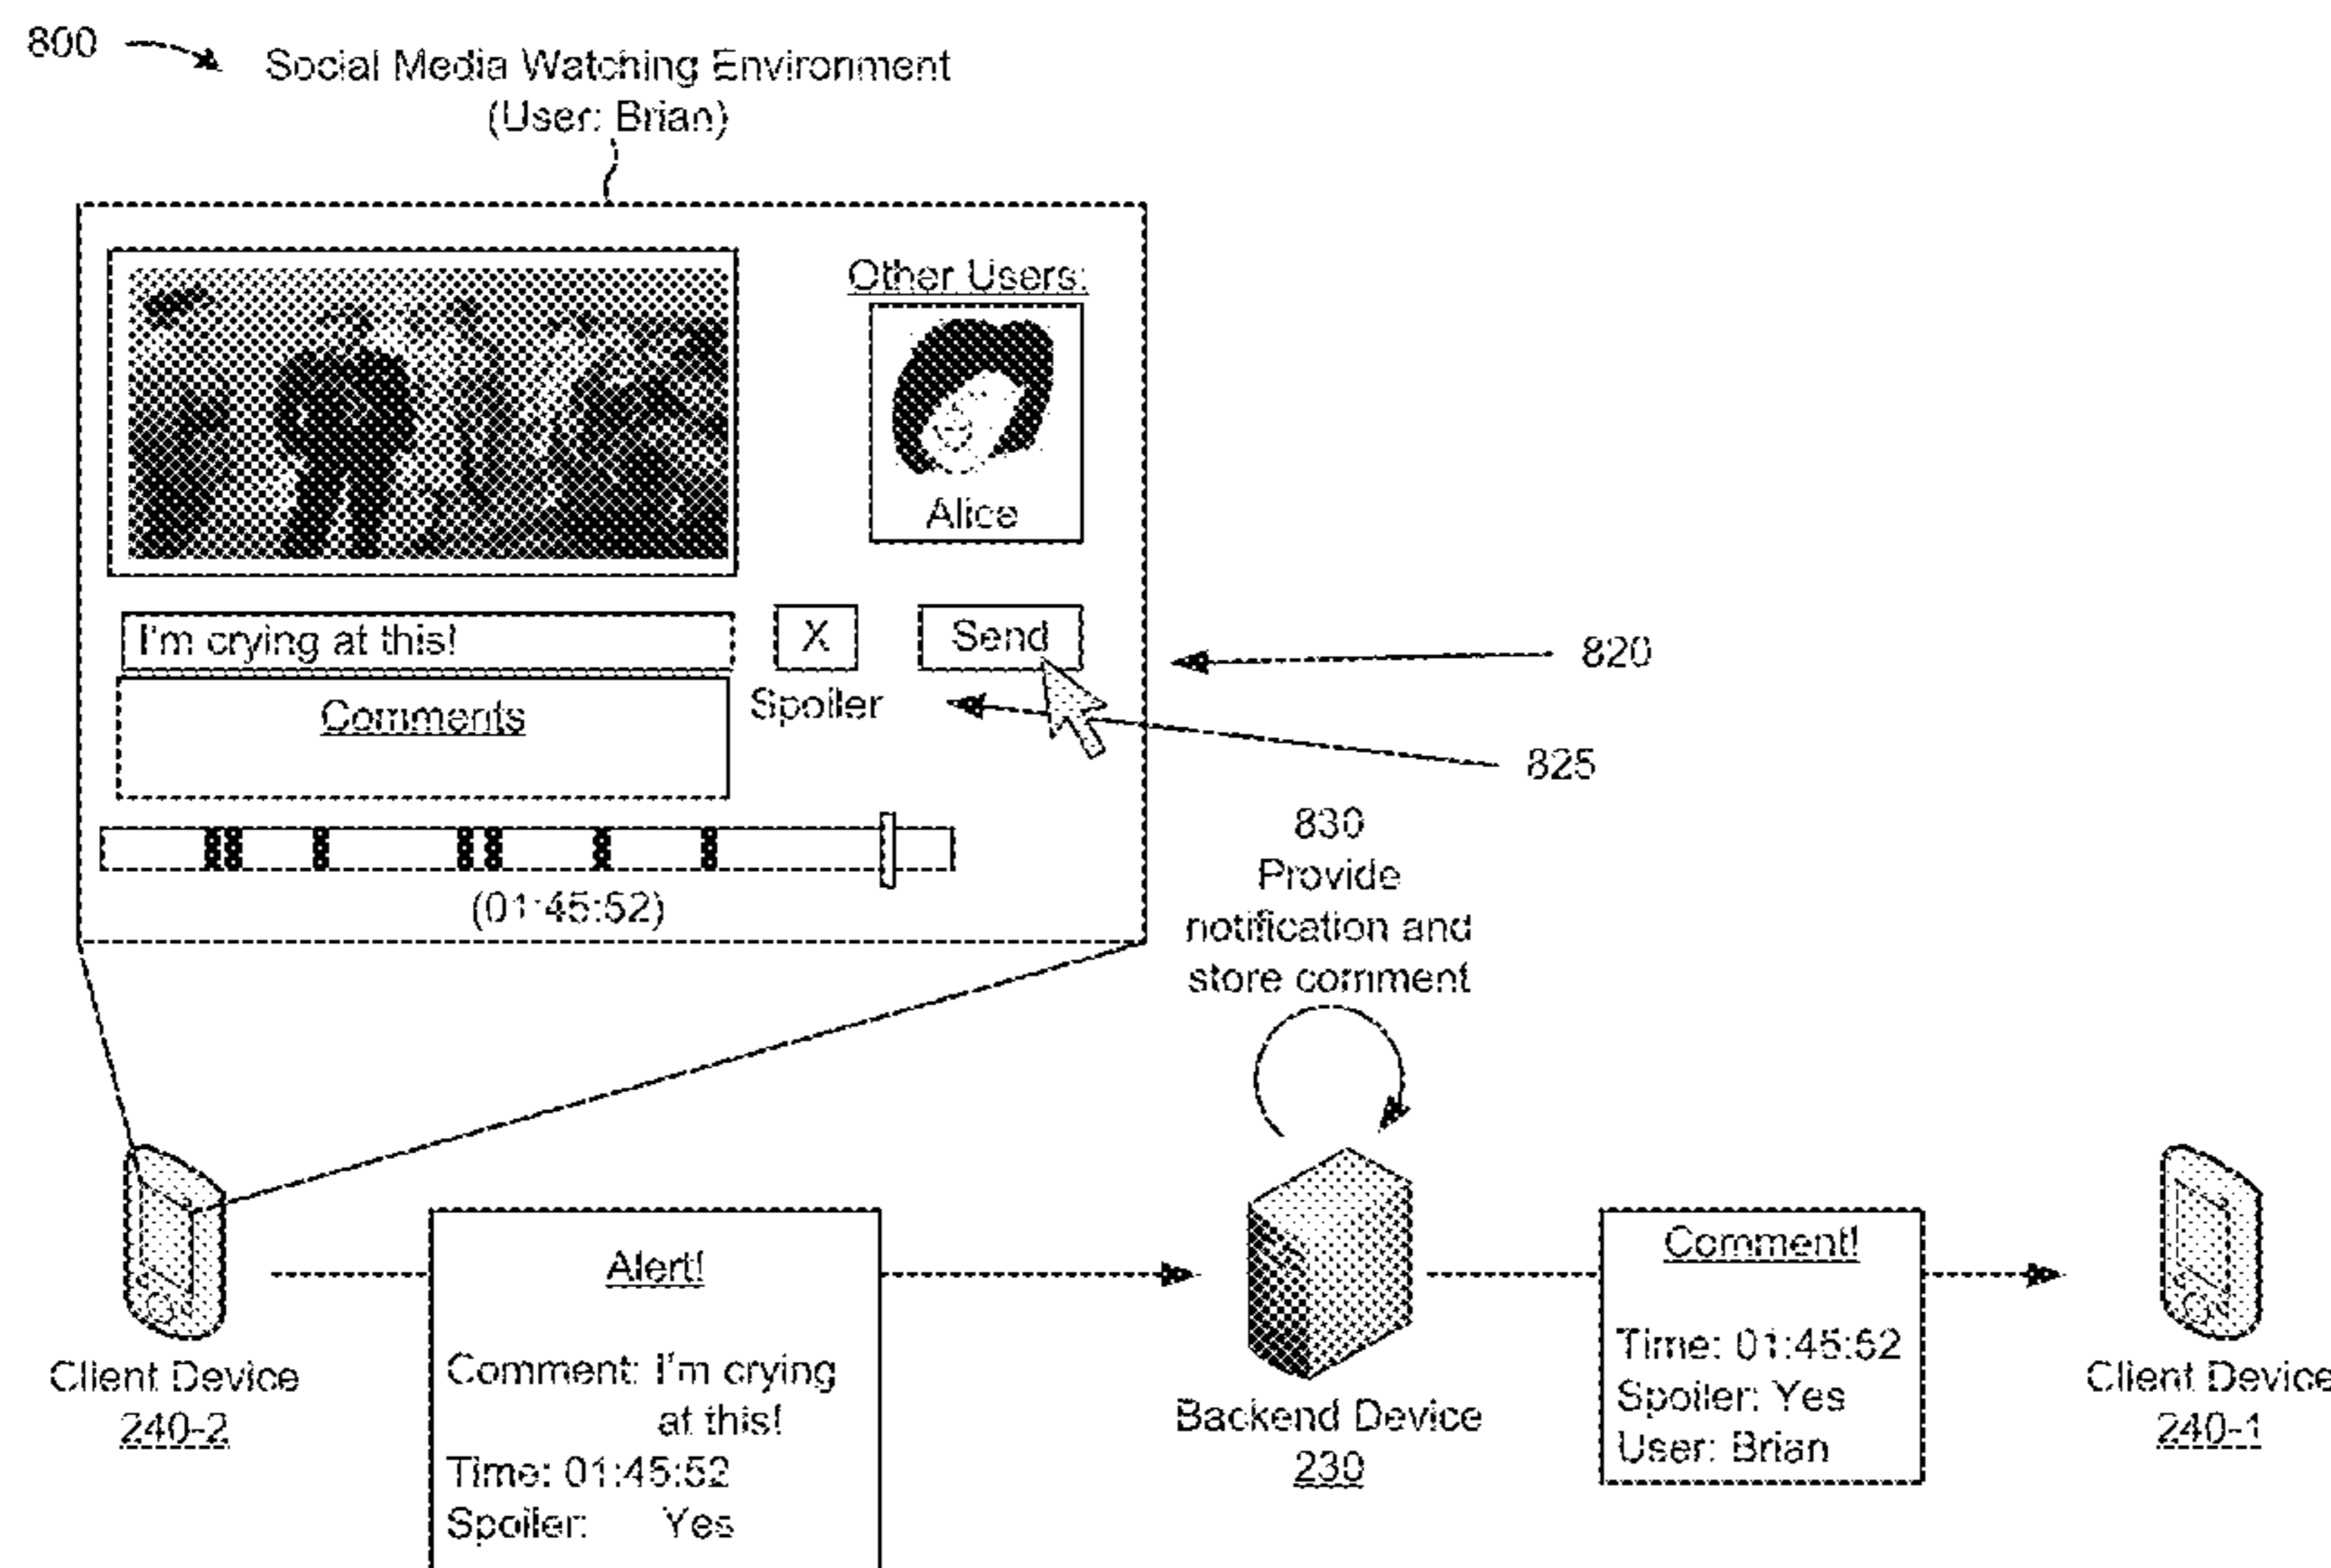 800
Social Media Watching Environment
(User: Brian)
Other Users:
Alice
I'm crying at this!
X
Send
Spoiler
Comments
(01:45:52)
820
825
830
Provide
notification and
store comment
Client Device
240-2
Alert!
Comment: I'm crying
at this!
Time: 01:45:52
Spoiler: Yes
Backend Device
230
Comment!
Time: 01:45:52
Spoiler: Yes
User: Brian
Client Device
240-1